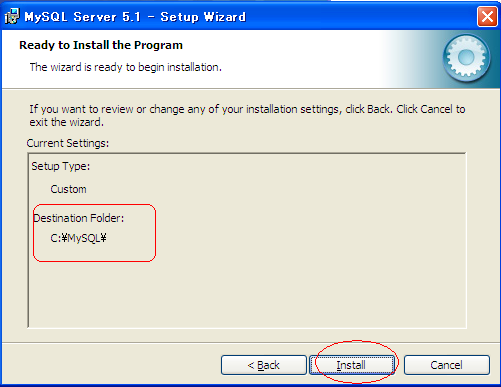 MySQL Server 5.1 - Setup Wizard
Ready to Install the Program
The wizard is ready to begin installation.
If you want to review or change any of your installation settings, click Back. Click Cancel to
exit the wizard.
Current Settings:
Setup Type:
Custom
Destination Folder:
C:¥MySQL¥
< Back
Install
Cancel